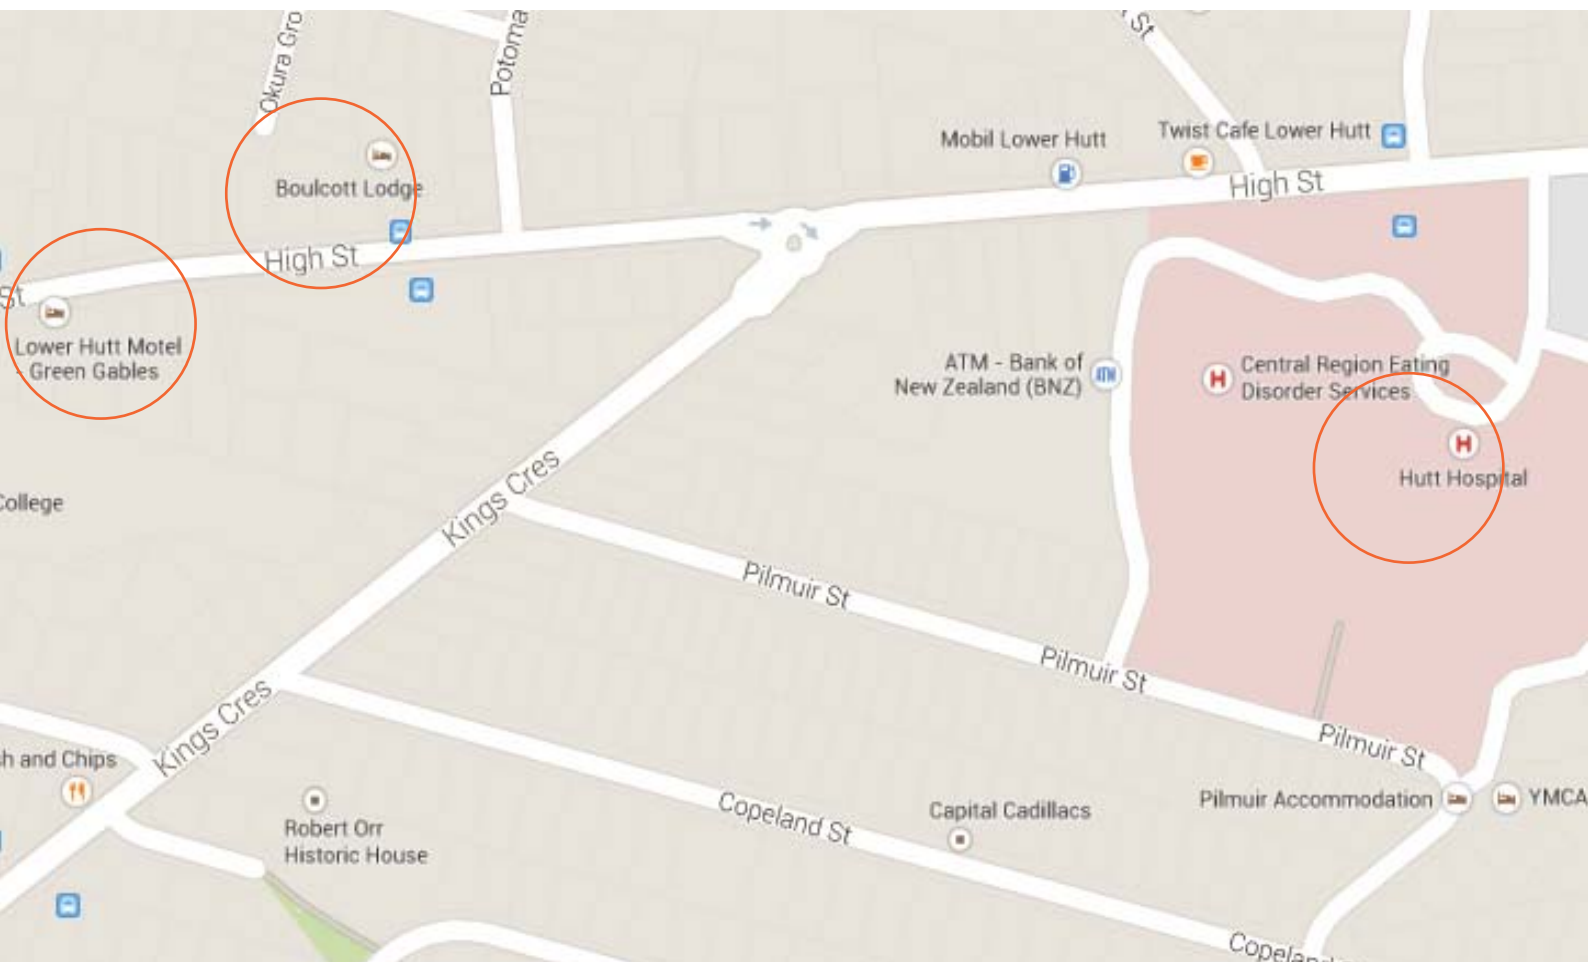 Okura Gro
Potoma
St
Mobil Lower Hutt
Twist Cafe Lower Hutt
Boulcott Lodge
High St
High St
St
Lower Hutt Motel
- Green Gables
ATM - Bank of
New Zealand (BNZ)
ATM
H
Central Region Eating
Disorder Services
H
Hutt Hospital
College
Kings Cres
Pilmuir St
Pilmuir St
Kings Cres
Pilmuir St
h and Chips
Pilmuir Accommodation
YMCA
Copeland St
Capital Cadillacs
Robert Orr
Historic House
Copelan